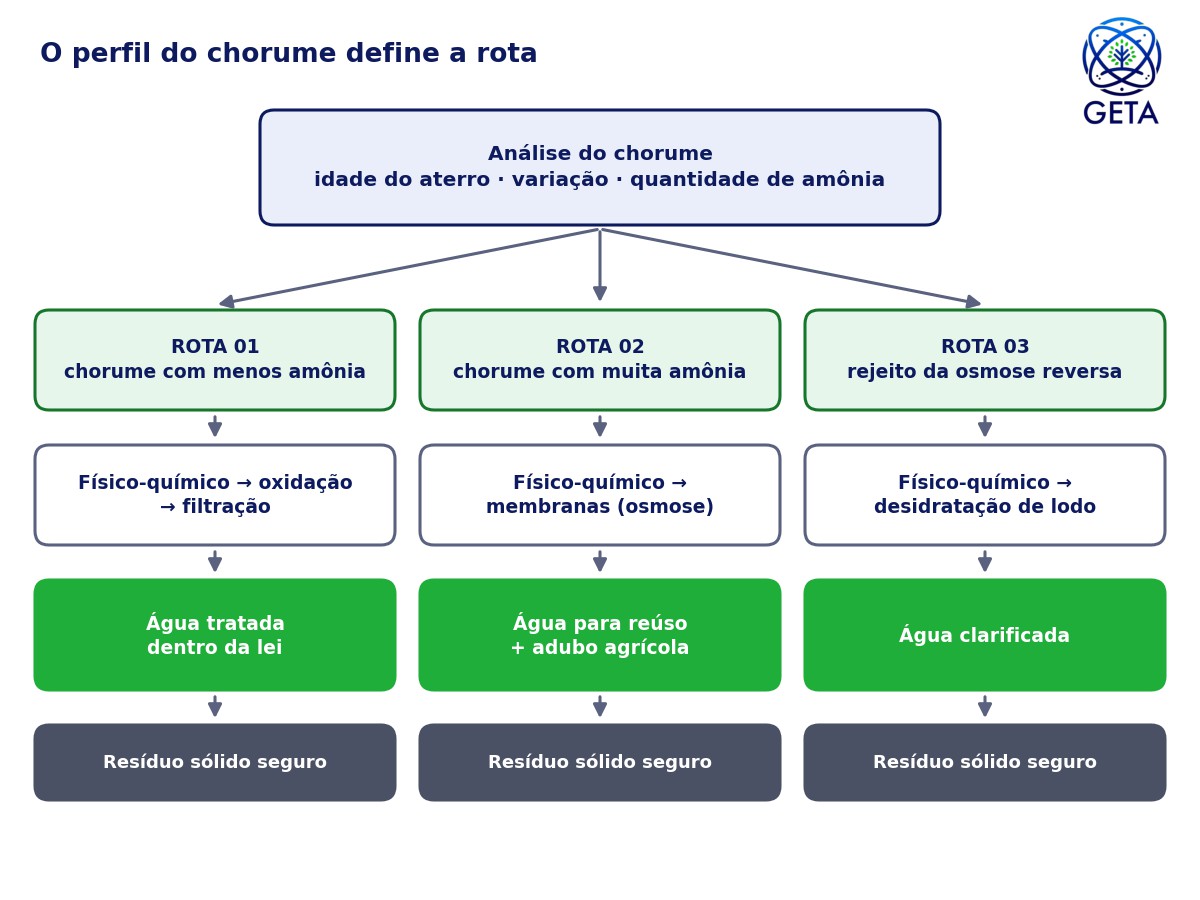 O perfil do chorume define a rota
GETA
Análise do chorume
idade do aterro · variação · quantidade de amônia
ROTA 01
chorume com menos amônia
ROTA 02
chorume com muita amônia
ROTA 03
rejeito da osmose reversa
Físico-químico → oxidação
→ filtração
Físico-químico →
membranas (osmose)
Físico-químico →
desidratação de lodo
Água tratada
dentro da lei
Água para reúso
+ adubo agrícola
Água clarificada
Resíduo sólido seguro
Resíduo sólido seguro
Resíduo sólido seguro